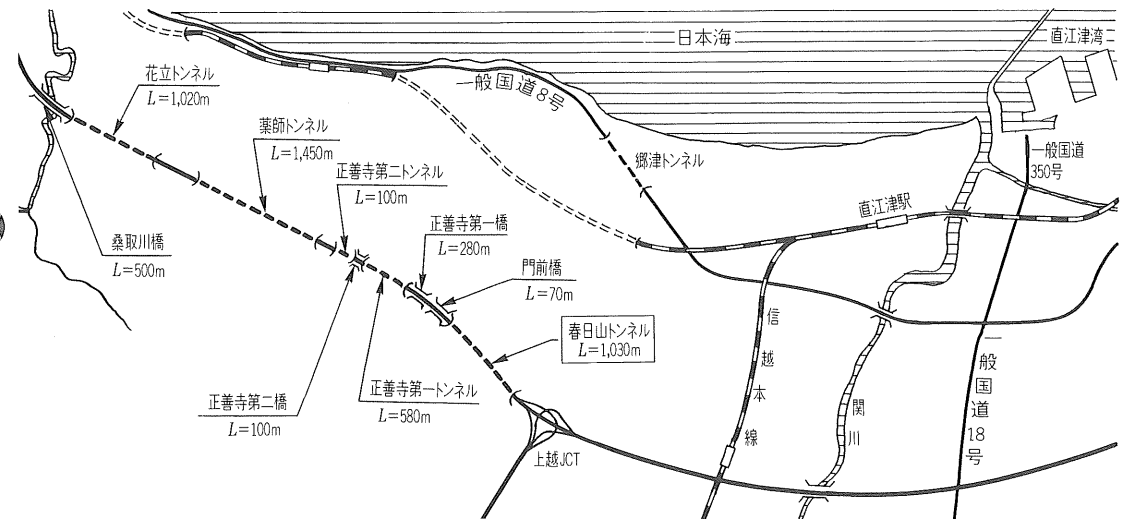 日本海
直江津湾
花立トンネル
L=1,020m
一般国道8号
薬師トンネル
L=1,450m
郷津トンネル
一般国道
350号
正善寺第二トンネル
L=100m
直江津駅
正善寺第一橋
L=280m
桑取川橋
L=500m
門前橋
L=70m
信越本線
春日山トンネル
L=1,030m
一般国道18号
関川
正善寺第一トンネル
L=580m
正善寺第二橋
L=100m
上越JCT